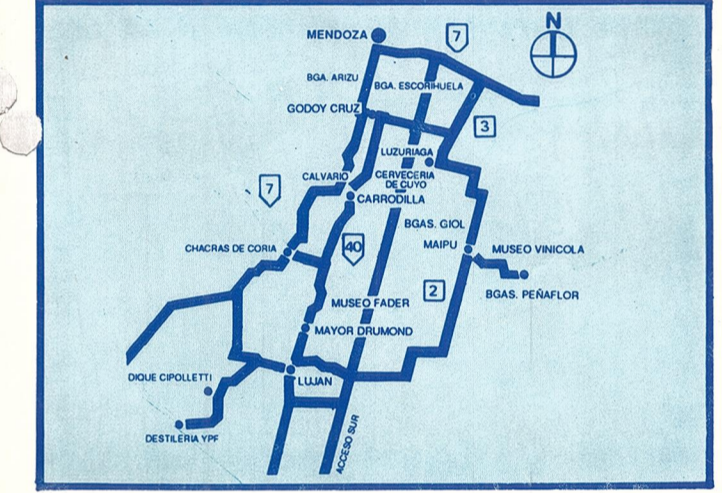 N
MENDOZA
7
BGA. ARIZU
BGA. ESCORIHUELA
GODOY CRUZ
3
LUZURIAGA
CALVARIO
CERVECERIA
DE CUYO
7
CARRODILLA
BGAS. GIOL
CHACRAS DE CORIA
40
MAIPU
MUSEO VINICOLA
2
BGAS. PEÑAFLOR
MUSEO FADER
MAYOR DRUMOND
DIQUE CIPOLLETTI
LUJAN
DESTILERIA YPF
ACCESO SUR